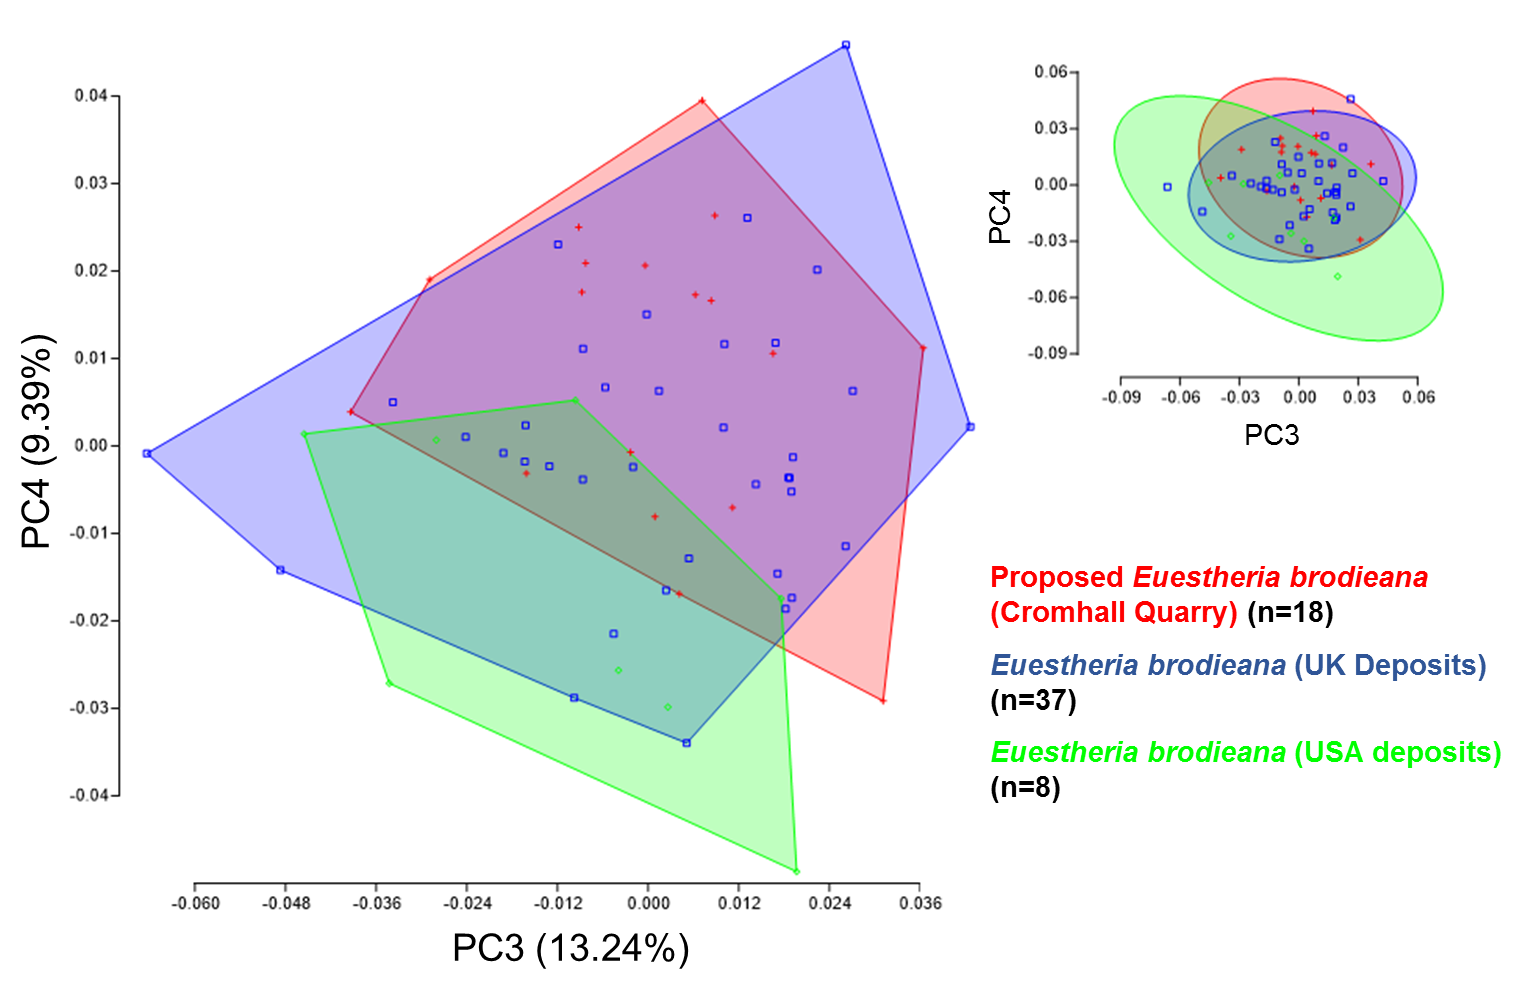 0.04
0.03
0.02
0.01
0.00
-0.01
-0.02
-0.03
-0.04
PC4 (9.39%)
-0.060 -0.048 -0.036 -0.024 -0.012 0.000 0.012 0.024 0.036
PC3 (13.24%)
0.06
0.03
0.00
-0.03
-0.06
-0.09
PC4
-0.09 -0.06 -0.03 0.00 0.03 0.06
PC3
Proposed Euestheria brodieana
(Cromhall Quarry) (n=18)
Euestheria brodieana (UK Deposits)
(n=37)
Euestheria brodieana (USA deposits)
(n=8)